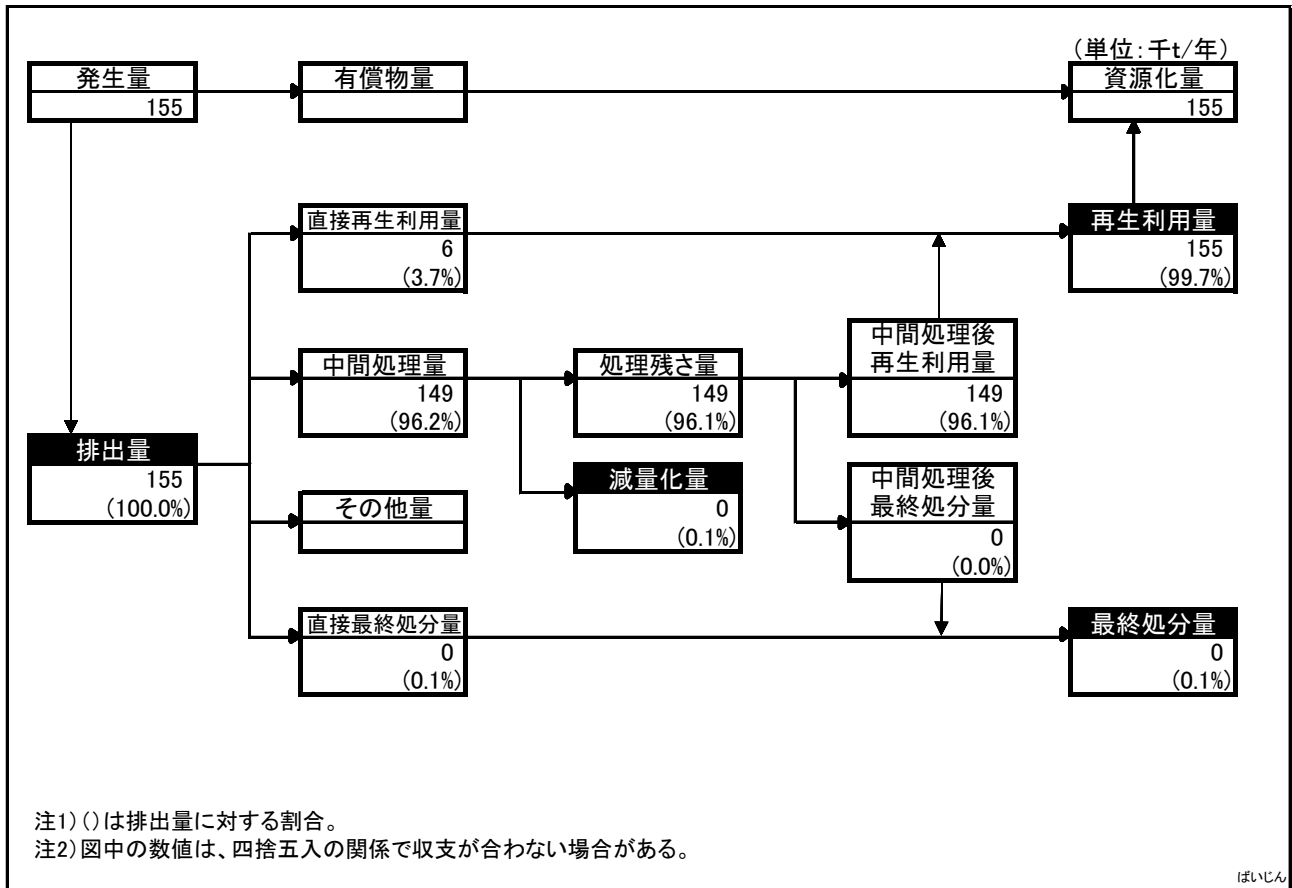 (単位:千t/年)
発生量
155
有償物量
資源化量
155
直接再生利用量
6
(3.7%)
再生利用量
155
(99.7%)
中間処理量
149
(96.2%)
処理残さ量
149
(96.1%)
中間処理後
再生利用量
149
(96.1%)
排出量
155
(100.0%)
減量化量
0
(0.1%)
中間処理後
最終処分量
0
(0.0%)
その他量
直接最終処分量
0
(0.1%)
最終処分量
0
(0.1%)
注1)()は排出量に対する割合。
注2)図中の数値は、四捨五入の関係で収支が合わない場合がある。
ばいじん